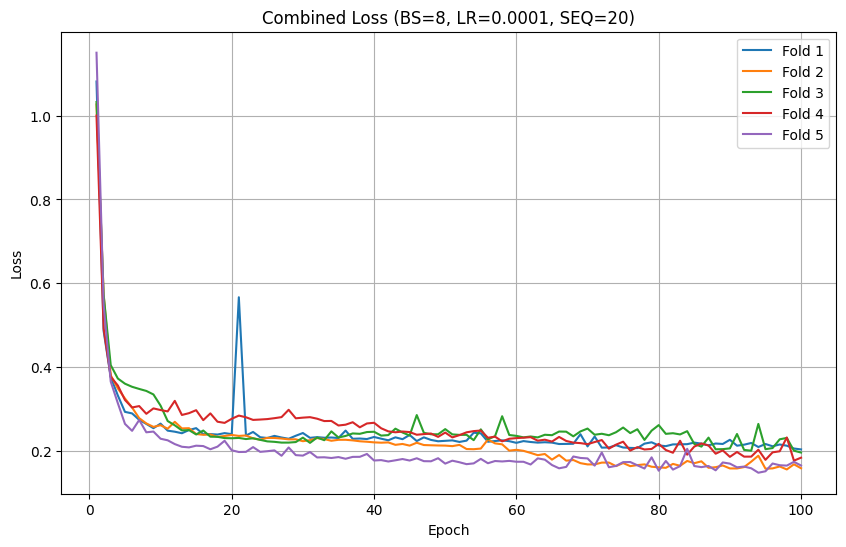 Combined Loss (BS=8, LR=0.0001, SEQ=20)
Fold 1
Fold 2
Fold 3
Fold 4
Fold 5
Loss
1.0
0.8
0.6
0.4
0.2
0 20 40 60 80 100
Epoch